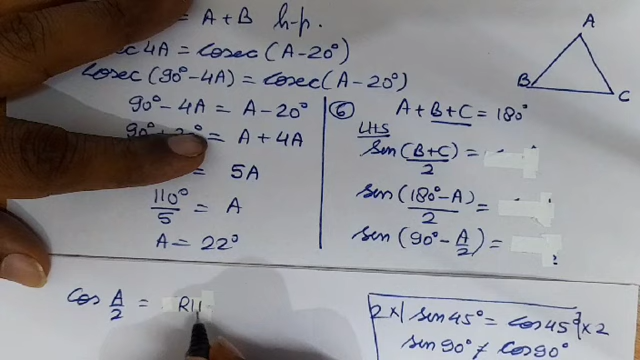 = A + B h-p.
4A = cosec (A - 20°)
cosec (90° - 4A) = cosec (A - 20°)
90° - 4A = A - 20°
= A + 4A
= 5A
110°/5 = A
A = 22°
⑥ A + B + C = 180°
LHS
sin (B+C)/2 =
sin (180° - A)/2 =
sin (90° - A/2) =
cos A/2 = RH
2×| sin 45° = cos 45° } × 2
sin 90° ≠ cos 90°
A
B
C